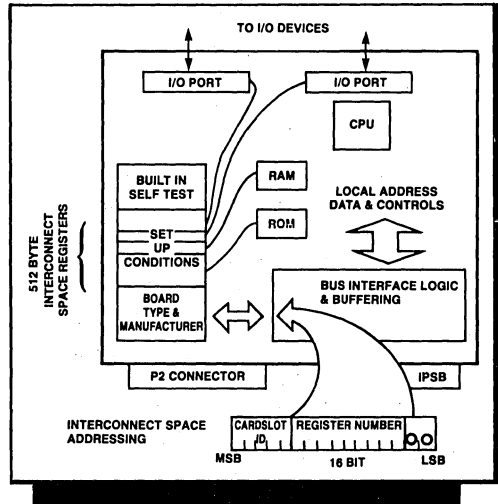 TO I/O DEVICES
I/O PORT
I/O PORT
CPU
BUILT IN
SELF TEST
RAM
LOCAL ADDRESS
DATA & CONTROLS
SET
UP
CONDITIONS
ROM
512 BYTE
INTERCONNECT
SPACE REGISTERS
BOARD
TYPE &
MANUFACTURER
BUS INTERFACE LOGIC
& BUFFERING
P2 CONNECTOR
IPSB
INTERCONNECT SPACE
ADDRESSING
CARDSLOT
ID
REGISTER NUMBER
0 0
MSB
16 BIT
LSB